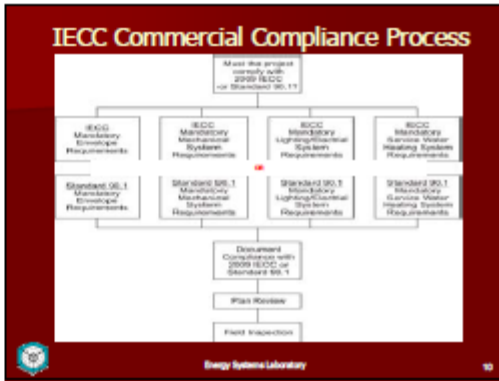 IECC Commercial Compliance Process
Must the project
comply with
2009 IECC
or Standard 90.1?
IECC
Mandatory
Envelope
Requirements
IECC
Mandatory
Mechanical
System
Requirements
IECC
Mandatory
Lighting/Electrical
System
Requirements
IECC
Mandatory
Service Water
Heating System
Requirements
OR
Standard 90.1
Mandatory
Envelope
Requirements
Standard 90.1
Mandatory
Mechanical
System
Requirements
Standard 90.1
Mandatory
Lighting/Electrical
System
Requirements
Standard 90.1
Mandatory
Service Water
Heating System
Requirements
Document
Compliance with
2009 IECC or
Standard 90.1
Plan Review
Field Inspection
Energy Systems Laboratory
10